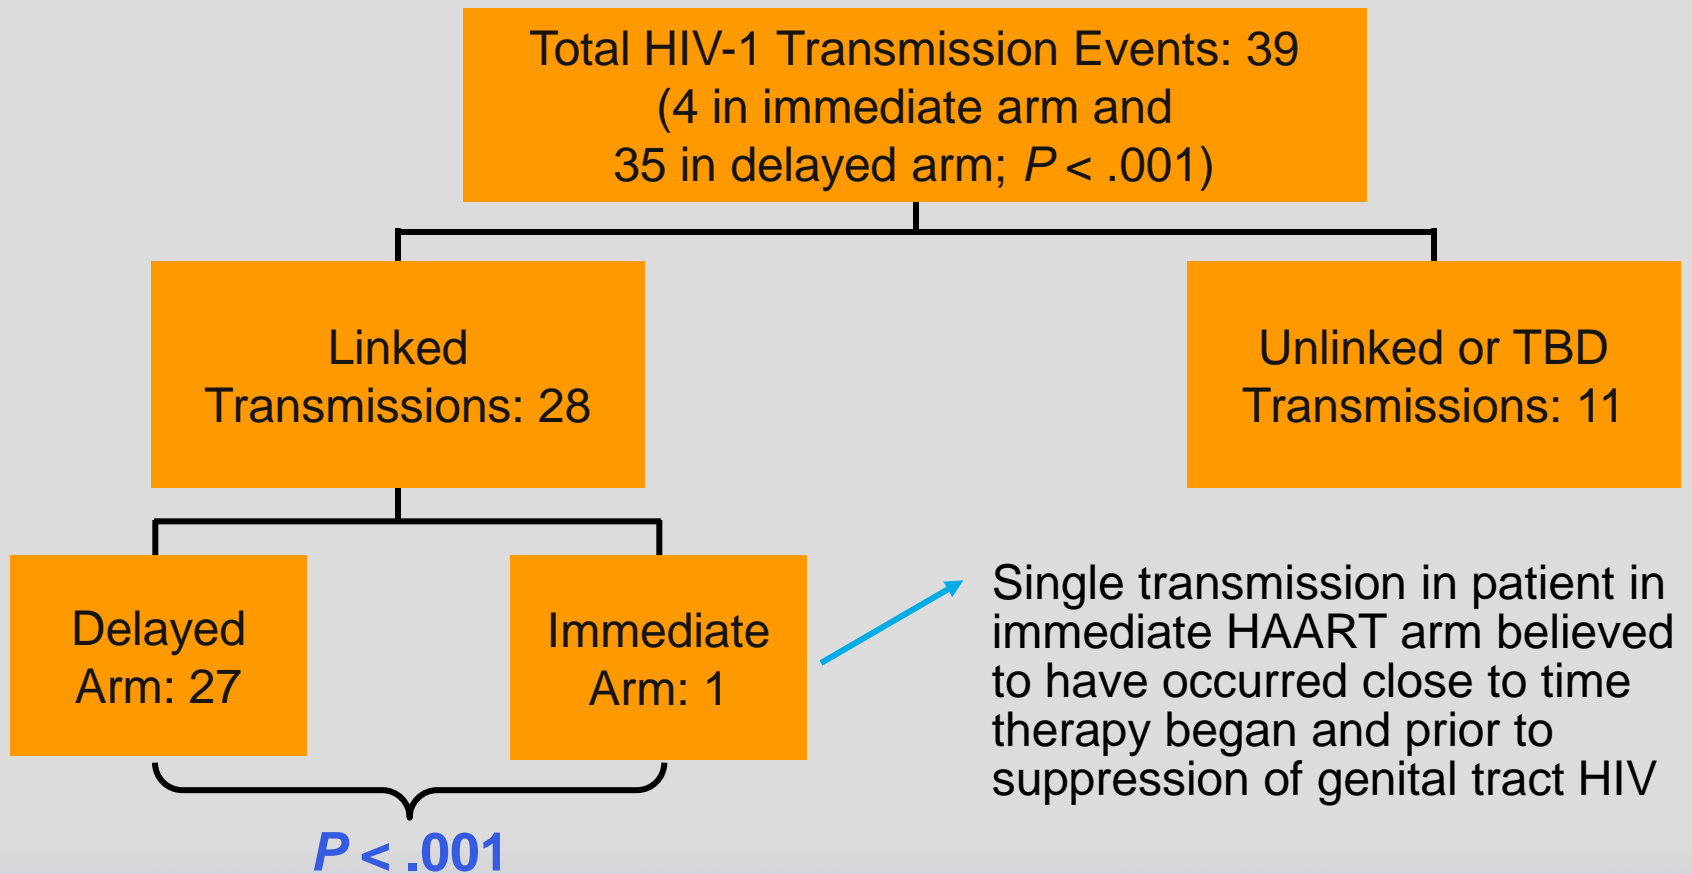 Total HIV-1 Transmission Events: 39
(4 in immediate arm and
35 in delayed arm; P < .001)
Linked
Transmissions: 28
Unlinked or TBD
Transmissions: 11
Delayed
Arm: 27
Immediate
Arm: 1
Single transmission in patient in
immediate HAART arm believed
to have occurred close to time
therapy began and prior to
suppression of genital tract HIV
P < .001